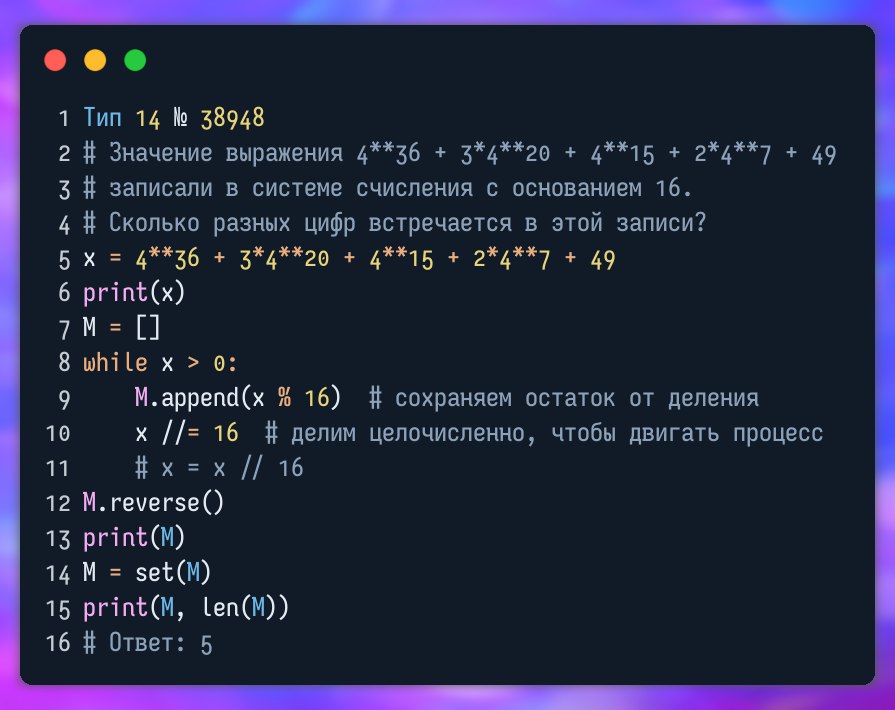 1 Тип 14 № 38948
2 # Значение выражения 4**36 + 3*4**20 + 4**15 + 2*4**7 + 49
3 # записали в системе счисления с основанием 16.
4 # Сколько разных цифр встречается в этой записи?
5 x = 4**36 + 3*4**20 + 4**15 + 2*4**7 + 49
6 print(x)
7 M = []
8 while x > 0:
9     M.append(x % 16)  # сохраняем остаток от деления
10     x //= 16  # делим целочисленно, чтобы двигать процесс
11     # x = x // 16
12 M.reverse()
13 print(M)
14 M = set(M)
15 print(M, len(M))
16 # Ответ: 5